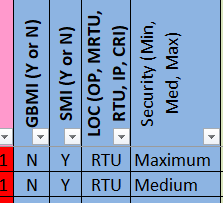 GBMI (Y or N)
SMI (Y or N)
LOC (OP, MRTU,
RTU, IP, CRI)
Security (Min,
Med, Max)
1 N Y RTU Maximum
1 N Y RTU Medium